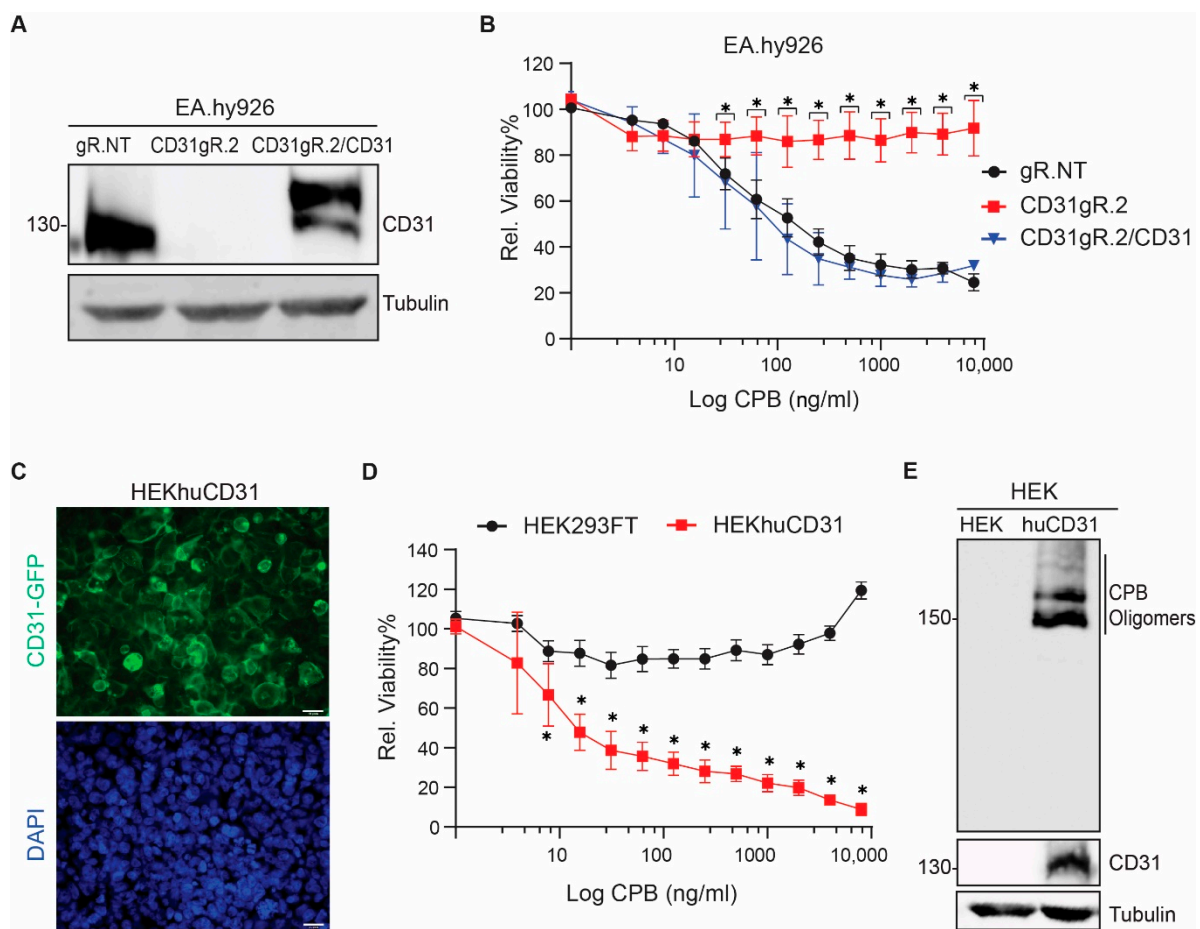 A
EA.hy926
gR.NT CD31gR.2 CD31gR.2/CD31
130-
CD31
Tubulin
B
EA.hy926
120
100
80
60
40
20
0
Rel. Viability%
* * * * * * * * *
gR.NT
CD31gR.2
CD31gR.2/CD31
10 100 1000 10,000
Log CPB (ng/ml)
C
HEKhuCD31
CD31-GFP
DAPI
D
HEK293FT HEKhuCD31
140
120
100
80
60
40
20
0
Rel. Viability%
* * * * * * * * * * *
10 100 1000 10,000
Log CPB (ng/ml)
E
HEK
HEK huCD31
150-
CPB
Oligomers
130-
CD31
Tubulin